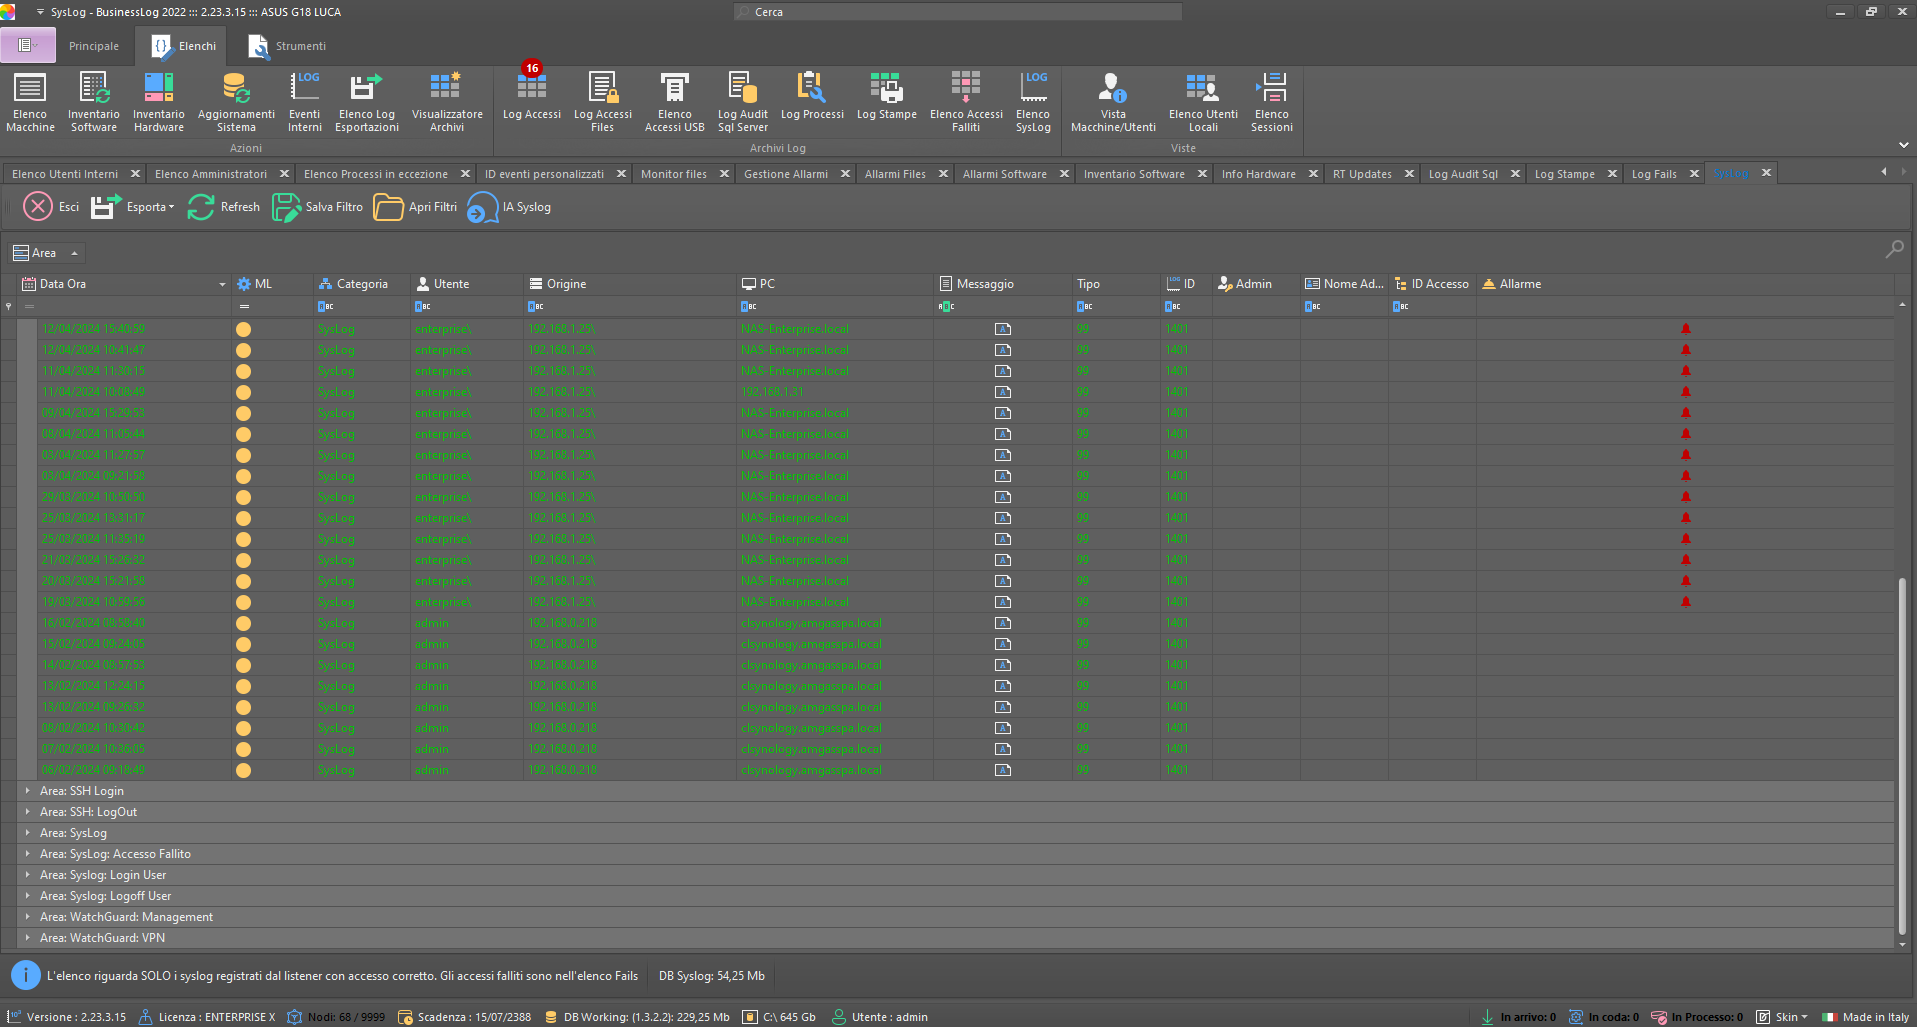 SysLog - BusinessLog 2022 ::: 2.23.3.15 ::: ASUS G18 LUCA
Cerca
Principale Elenchi Strumenti
16
Elenco Macchine
Inventario Software
Inventario Hardware
Aggiornamenti Sistema
LOG Eventi Interni
Elenco Log Esportazioni
Visualizzatore Archivi
Azioni
Log Accessi
Log Accessi Files
Elenco Accessi USB
Log Audit Sql Server
Log Processi
Log Stampe
Elenco Accessi Falliti
LOG Elenco SysLog
Archivi Log
Vista Macchine/Utenti
Elenco Utenti Locali
Elenco Sessioni
Viste
Elenco Utenti Interni Elenco Amministratori Elenco Processi in eccezione ID eventi personalizzati Monitor files Gestione Allarmi Allarmi Files Allarmi Software Inventario Software Info Hardware RT Updates Log Audit Sql Log Stampe Log Fails SysLog
Esci Esporta Refresh Salva Filtro Apri Filtri IA Syslog
Area
Data Ora ML Categoria Utente Origine PC Messaggio Tipo ID Admin Nome Ad... ID Accesso Allarme
12/04/2024 15:40:59 SysLog enterprise\ 192.168.1.25\ NAS-Enterprise.local 99 1401
12/04/2024 10:41:47 SysLog enterprise\ 192.168.1.25\ NAS-Enterprise.local 99 1401
11/04/2024 11:30:15 SysLog enterprise\ 192.168.1.25\ NAS-Enterprise.local 99 1401
11/04/2024 10:08:49 SysLog enterprise\ 192.168.1.25\ 192.168.1.31 99 1401
09/04/2024 15:29:53 SysLog enterprise\ 192.168.1.25\ NAS-Enterprise.local 99 1401
08/04/2024 11:05:44 SysLog enterprise\ 192.168.1.25\ NAS-Enterprise.local 99 1401
03/04/2024 11:27:57 SysLog enterprise\ 192.168.1.25\ NAS-Enterprise.local 99 1401
03/04/2024 09:21:58 SysLog enterprise\ 192.168.1.25\ NAS-Enterprise.local 99 1401
29/03/2024 10:50:50 SysLog enterprise\ 192.168.1.25\ NAS-Enterprise.local 99 1401
25/03/2024 13:31:17 SysLog enterprise\ 192.168.1.25\ NAS-Enterprise.local 99 1401
25/03/2024 11:35:19 SysLog enterprise\ 192.168.1.25\ NAS-Enterprise.local 99 1401
21/03/2024 15:26:32 SysLog enterprise\ 192.168.1.25\ NAS-Enterprise.local 99 1401
20/03/2024 15:21:58 SysLog enterprise\ 192.168.1.25\ NAS-Enterprise.local 99 1401
19/03/2024 10:59:56 SysLog enterprise\ 192.168.1.25\ NAS-Enterprise.local 99 1401
16/02/2024 08:58:40 SysLog admin 192.168.0.218 clsynology.amgasspa.local 99 1401
15/02/2024 09:24:05 SysLog admin 192.168.0.218 clsynology.amgasspa.local 99 1401
14/02/2024 08:57:53 SysLog admin 192.168.0.218 clsynology.amgasspa.local 99 1401
13/02/2024 12:24:15 SysLog admin 192.168.0.218 clsynology.amgasspa.local 99 1401
13/02/2024 09:26:32 SysLog admin 192.168.0.218 clsynology.amgasspa.local 99 1401
08/02/2024 10:30:42 SysLog admin 192.168.0.218 clsynology.amgasspa.local 99 1401
07/02/2024 10:36:05 SysLog admin 192.168.0.218 clsynology.amgasspa.local 99 1401
06/02/2024 09:18:49 SysLog admin 192.168.0.218 clsynology.amgasspa.local 99 1401
Area: SSH Login
Area: SSH: LogOut
Area: SysLog
Area: SysLog: Accesso Fallito
Area: Syslog: Login User
Area: Syslog: Logoff User
Area: WatchGuard: Management
Area: WatchGuard: VPN
L'elenco riguarda SOLO i syslog registrati dal listener con accesso corretto. Gli accessi falliti sono nell'elenco Fails DB Syslog: 54,25 Mb
Versione : 2.23.3.15 Licenza : ENTERPRISE X Nodi: 68 / 9999 Scadenza : 15/07/2388 DB Working: (1.3.2.2): 229,25 Mb C:\ 645 Gb Utente : admin In arrivo: 0 In coda: 0 In Processo: 0 Skin Made in Italy